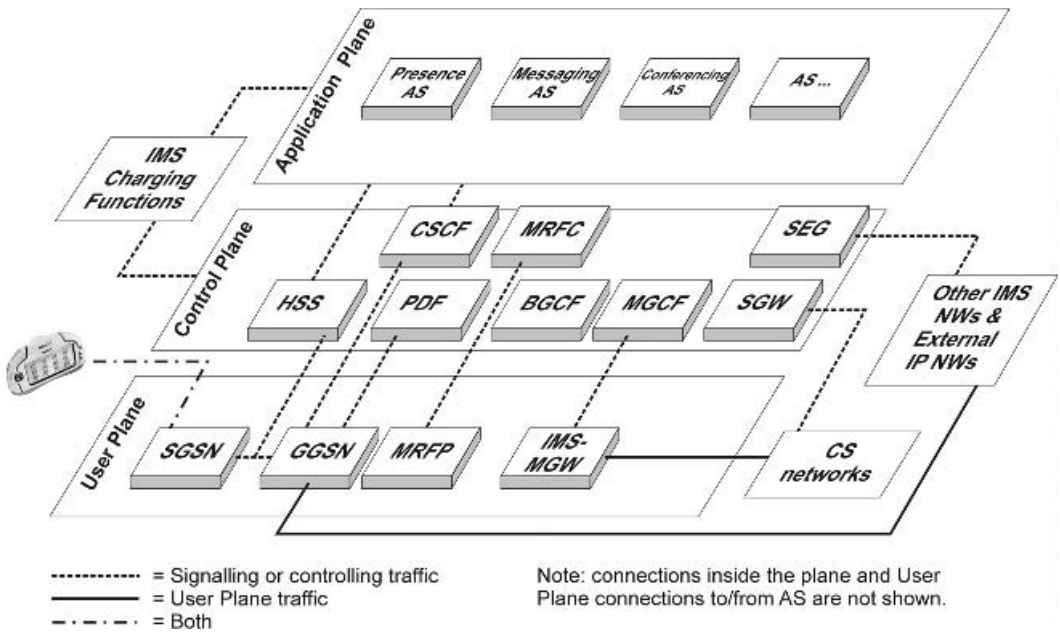 Application Plane
Presence
AS
Messaging
AS
Conferencing
AS
AS ...
IMS
Charging
Functions
Control Plane
CSCF
MRFC
SEG
HSS
PDF
BGCF
MGCF
SGW
Other IMS
NWs &
External
IP NWs
User Plane
SGSN
GGSN
MRFP
IMS-
MGW
CS
networks
= Signalling or controlling traffic
= User Plane traffic
= Both
Note: connections inside the plane and User
Plane connections to/from AS are not shown.